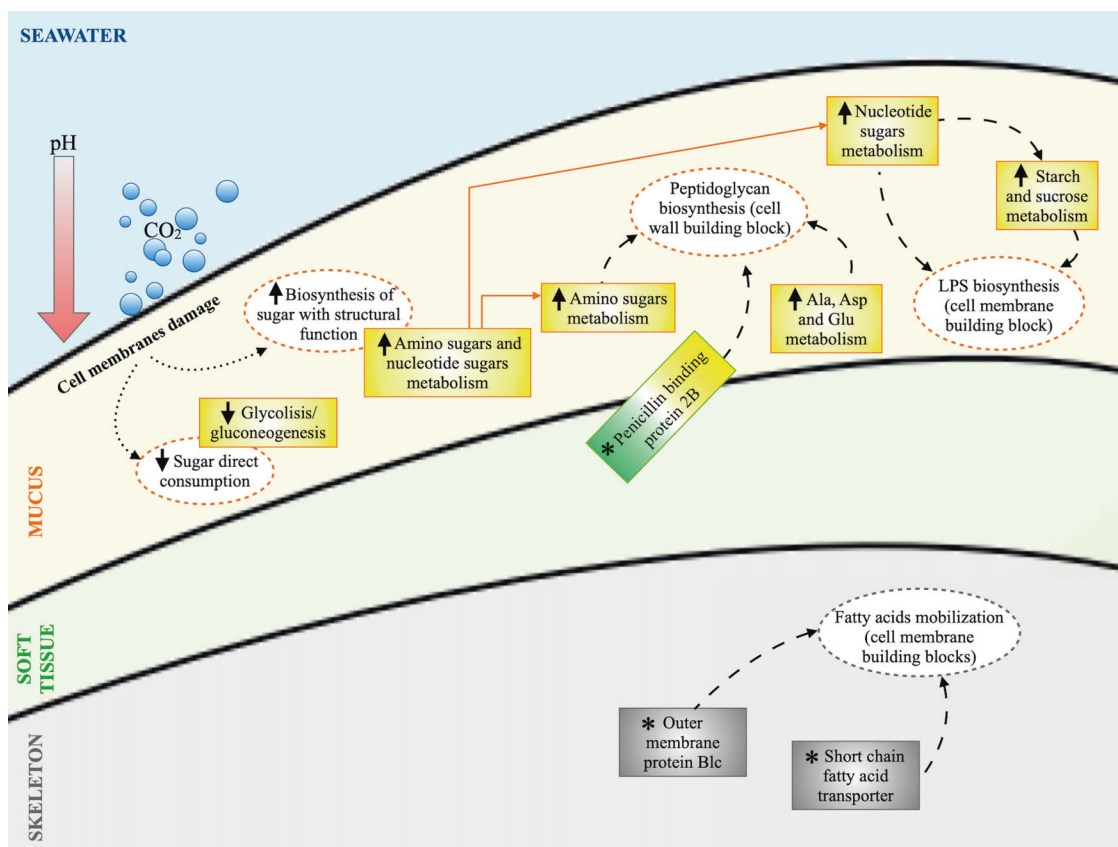 SEAWATER
pH
CO2
Cell membranes damage
Biosynthesis of
sugar with structural
function
Amino sugars and
nucleotide sugars
metabolism
Glycolisis/
gluconeogenesis
Sugar direct
consumption
Amino sugars
metabolism
Peptidoglycan
biosynthesis (cell
wall building block)
Nucleotide
sugars
metabolism
Starch
and sucrose
metabolism
Ala, Asp
and Glu
metabolism
LPS biosynthesis
(cell membrane
building block)
* Penicillin binding
protein 2B
MUCUS
SOFT
TISSUE
Fatty acids mobilization
(cell membrane
building blocks)
* Outer
membrane
protein Blc
* Short chain
fatty acid
transporter
SKELETON